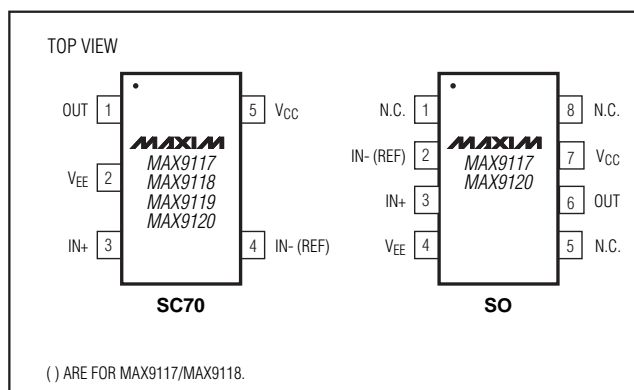 TOP VIEW
OUT 1
5 VCC
VEE 2
IN+ 3
4 IN- (REF)
MAXIM
MAX9117
MAX9118
MAX9119
MAX9120
SC70
N.C. 1
8 N.C.
IN- (REF) 2
7 VCC
IN+ 3
6 OUT
VEE 4
5 N.C.
MAXIM
MAX9117
MAX9120
SO
( ) ARE FOR MAX9117/MAX9118.